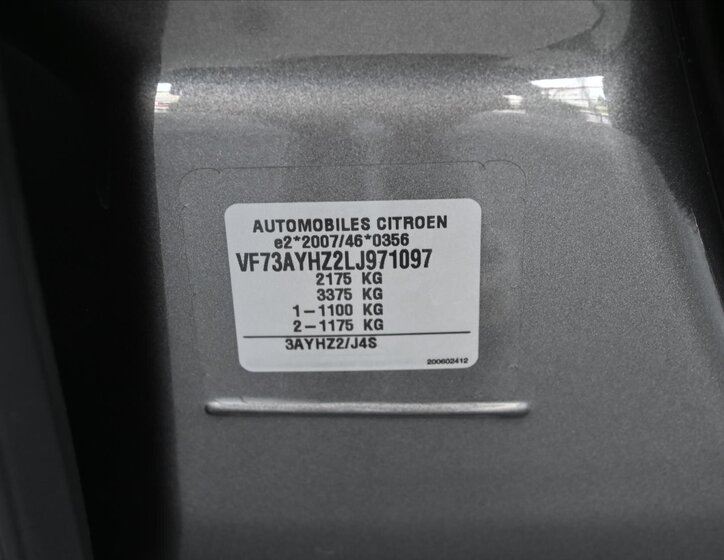 AUTOMOBILES CITROEN
e2*2007/46*0356
VF73AYHZ2LJ971097
2175 KG
3375 KG
1-1100 KG
2-1175 KG
3AYHZ2/J4S
200602412